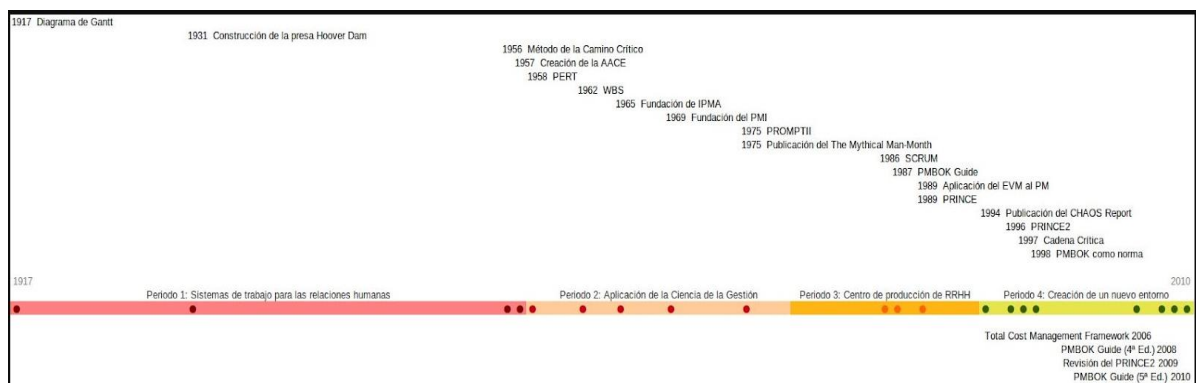 1917 Diagrama de Gantt
1931 Construcción de la presa Hoover Dam
1956 Método de la Camino Crítico
1957 Creación de la AACE
1958 PERT
1962 WBS
1965 Fundación de IPMA
1969 Fundación del PMI
1975 PROMPTII
1975 Publicación del The Mythical Man-Month
1986 SCRUM
1987 PMBOK Guide
1989 Aplicación del EVM al PM
1989 PRINCE
1994 Publicación del CHAOS Report
1996 PRINCE2
1997 Cadena Crítica
1998 PMBOK como norma
1917 2010
Periodo 1: Sistemas de trabajo para las relaciones humanas Periodo 2: Aplicación de la Ciencia de la Gestión Periodo 3: Centro de producción de RRHH Periodo 4: Creación de un nuevo entorno
Total Cost Management Framework 2006
PMBOK Guide (4ª Ed.) 2008
Revisión del PRINCE2 2009
PMBOK Guide (5ª Ed.) 2010